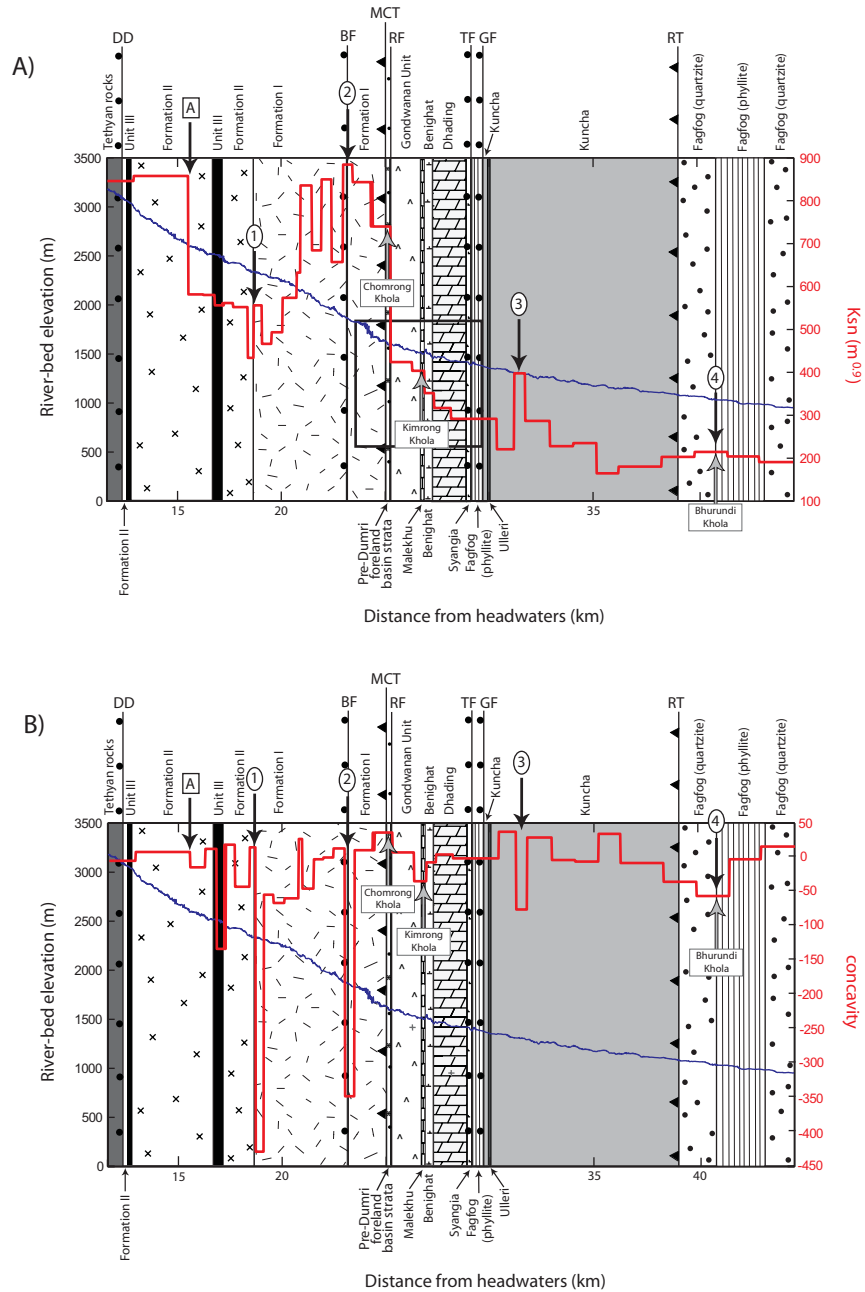 A)
MCT
DD
BF
RF
TF
GF
RT
Tethyan rocks
Unit III
Formation II
Unit III
Formation II
Formation I
Formation I
Gondwanan Unit
Benighat
Dhading
Kuncha
Kuncha
Fagfog (quartzite)
Fagfog (phyllite)
Fagfog (quartzite)
A
1
2
3
4
River-bed elevation (m)
3500
3000
2500
2000
1500
1000
500
0
Ksn (m 0.9)
900
800
700
600
500
400
300
200
100
Chomrong
Khola
Kimrong
Khola
Bhurundi
Khola
15
20
35
Formation II
Pre-Dumri
foreland
basin strata
Malekhu
Benighat
Syangia
Fagfog
(phyllite)
Ulleri
Distance from headwaters (km)
B)
MCT
DD
BF
RF
TF
GF
RT
Tethyan rocks
Unit III
Formation II
Unit III
Formation II
Formation I
Formation I
Gondwanan Unit
Benighat
Dhading
Kuncha
Kuncha
Fagfog (quartzite)
Fagfog (phyllite)
Fagfog (quartzite)
A
1
2
3
4
River-bed elevation (m)
3500
3000
2500
2000
1500
1000
500
0
concavity
50
0
-50
-100
-150
-200
-250
-300
-350
-400
-450
Chomrong
Khola
Kimrong
Khola
Bhurundi
Khola
15
20
35
40
Formation II
Pre-Dumri
foreland
basin strata
Malekhu
Benighat
Syangia
Fagfog
(phyllite)
Ulleri
Distance from headwaters (km)